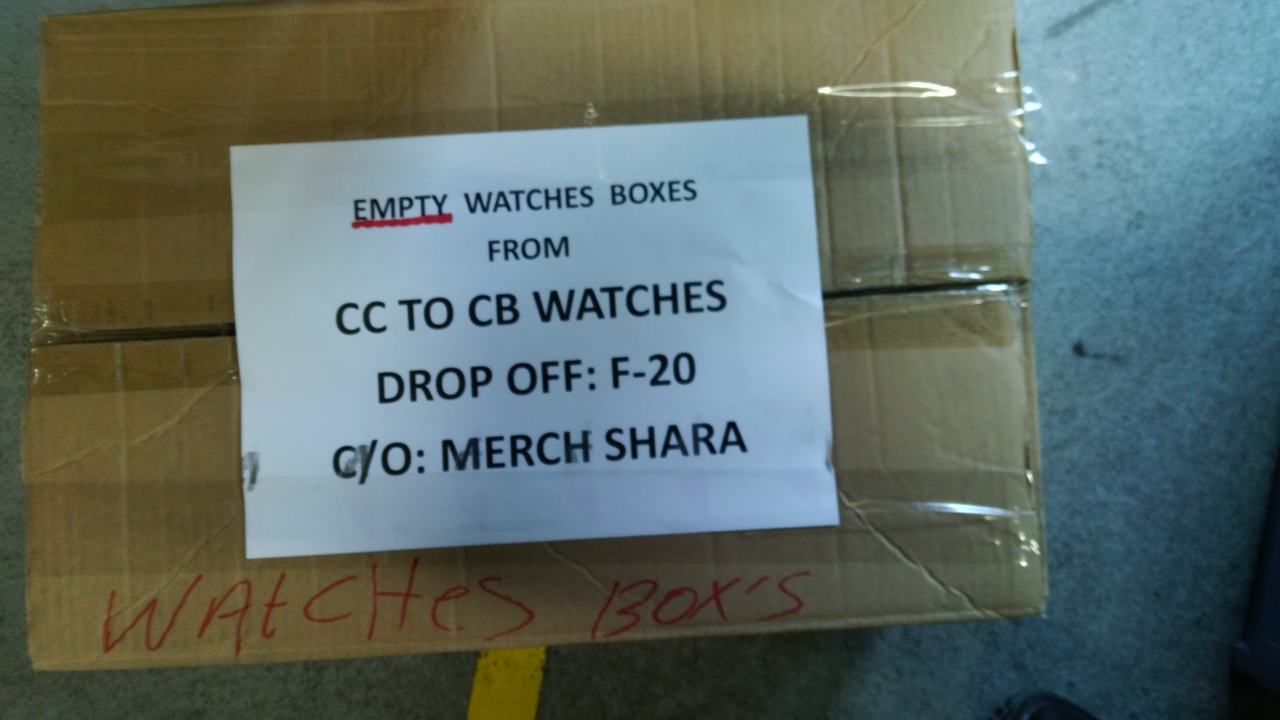 EMPTY WATCHES BOXES
FROM
CC TO CB WATCHES
DROP OFF: F-20
C/O: MERCH SHARA
WAtCHeS BOX'S